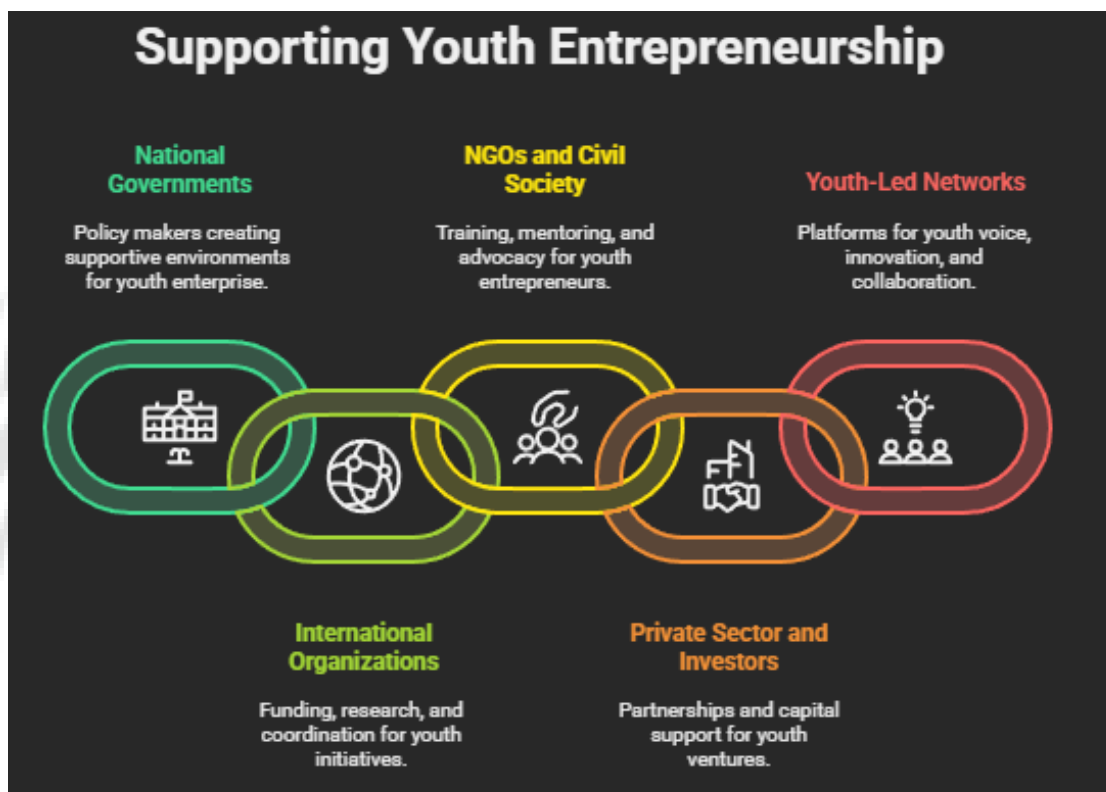 Supporting Youth Entrepreneurship
National
Governments
Policy makers creating
supportive environments
for youth enterprise.
NGOs and Civil
Society
Training, mentoring, and
advocacy for youth
entrepreneurs.
Youth-Led Networks
Platforms for youth voice,
innovation, and
collaboration.
International
Organizations
Funding, research, and
coordination for youth
initiatives.
Private Sector and
Investors
Partnerships and capital
support for youth
ventures.